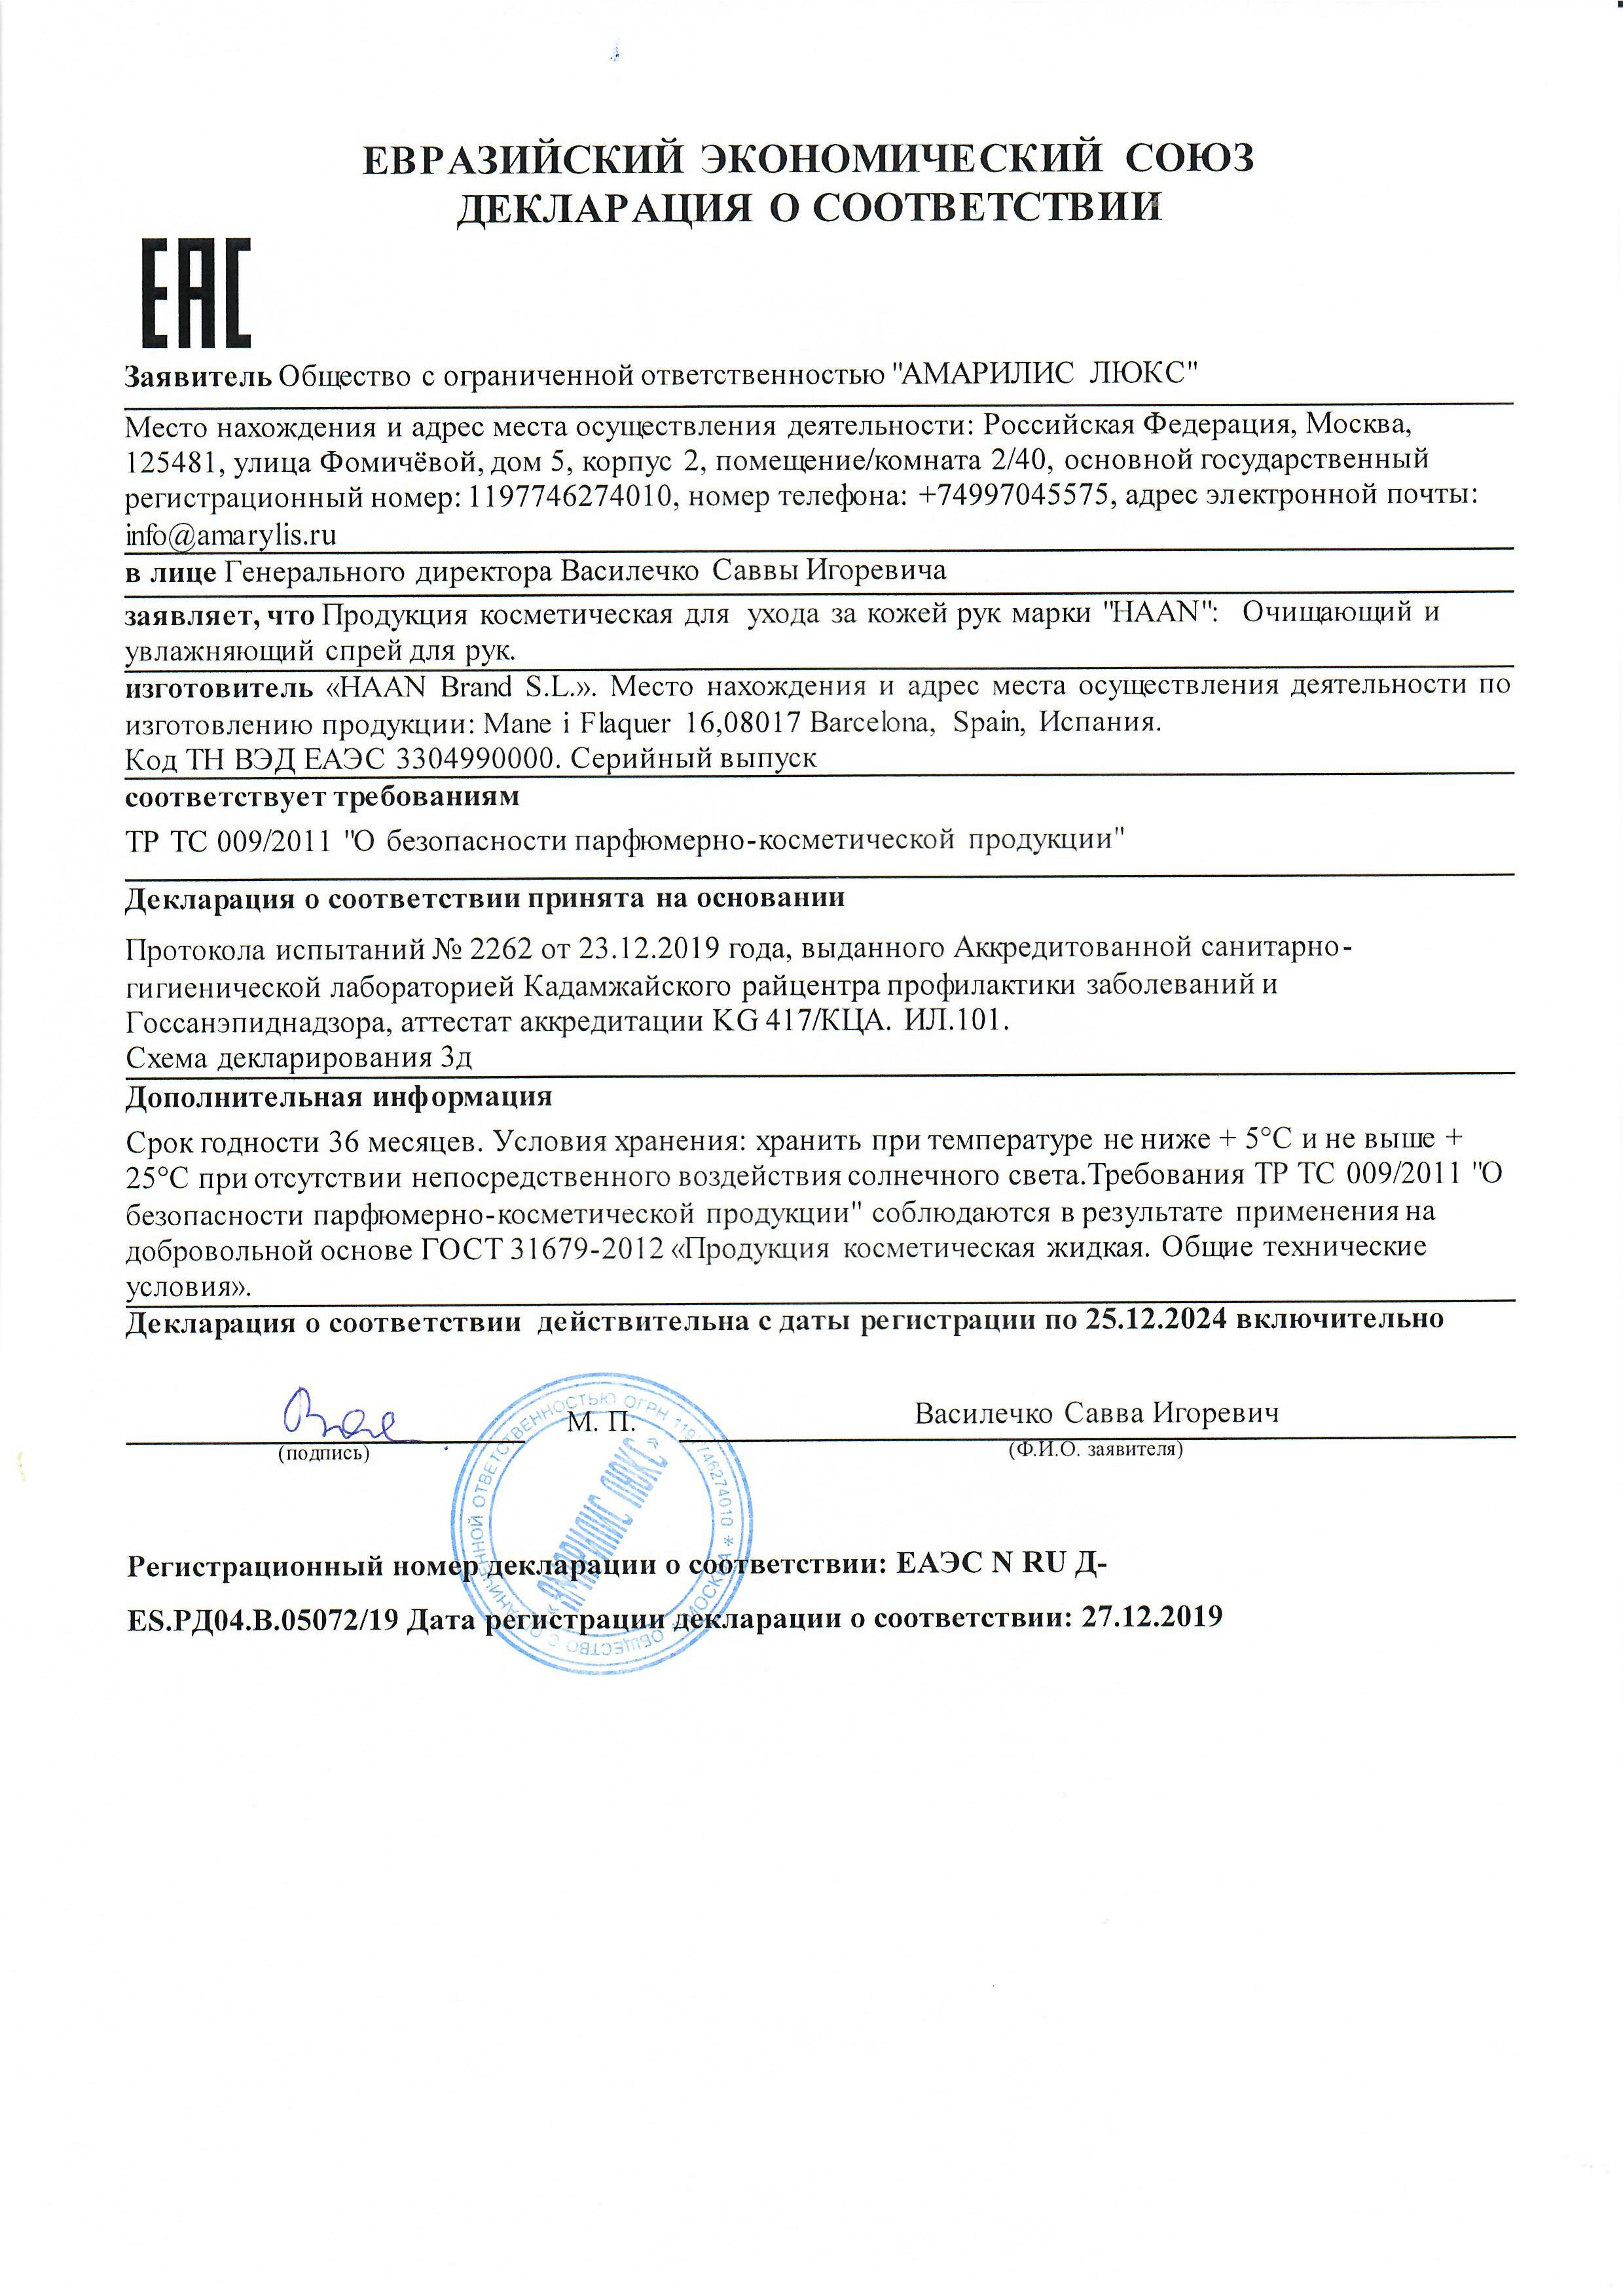 ЕВРАЗИЙСКИЙ ЭКОНОМИЧЕСКИЙ СОЮЗ
ДЕКЛАРАЦИЯ О СООТВЕТСТВИИ
ЕАС
Заявитель Общество с ограниченной ответственностью "АМАРИЛИС ЛЮКС"
Место нахождения и адрес места осуществления деятельности: Российская Федерация, Москва,
125481, улица Фомичёвой, дом 5, корпус 2, помещение/комната 2/40, основной государственный
регистрационный номер: 1197746274010, номер телефона: +74997045575, адрес электронной почты:
info@amarylis.ru
в лице Генерального директора Василечко Саввы Игоревича
заявляет, что Продукция косметическая для ухода за кожей рук марки "HAAN": Очищающий и
увлажняющий спрей для рук.
изготовитель «HAAN Brand S.L.». Место нахождения и адрес места осуществления деятельности по
изготовлению продукции: Mane i Flaquer 16,08017 Barcelona, Spain, Испания.
Код ТН ВЭД ЕАЭС 3304990000. Серийный выпуск
соответствует требованиям
ТР ТС 009/2011 "О безопасности парфюмерно-косметической продукции"
Декларация о соответствии принята на основании
Протокола испытаний № 2262 от 23.12.2019 года, выданного Аккредитованной санитарно-
гигиенической лабораторией Кадамжайского райцентра профилактики заболеваний и
Госсанэпиднадзора, аттестат аккредитации KG 417/КЦА. ИЛ.101.
Схема декларирования 3д
Дополнительная информация
Срок годности 36 месяцев. Условия хранения: хранить при температуре не ниже + 5°С и не выше +
25°С при отсутствии непосредственного воздействия солнечного света.Требования ТР ТС 009/2011 "О
безопасности парфюмерно-косметической продукции" соблюдаются в результате применения на
добровольной основе ГОСТ 31679-2012 «Продукция косметическая жидкая. Общие технические
условия».
Декларация о соответствии действительна с даты регистрации по 25.12.2024 включительно
М. П.
Василечко Савва Игоревич
(подпись)
(Ф.И.О. заявителя)
ОБЩЕСТВО С ОГРАНИЧЕННОЙ ОТВЕТСТВЕННОСТЬЮ ОГРН 1197746274010 * МОСКВА *
«АМАРИЛИС ЛЮКС»
Регистрационный номер декларации о соответствии: ЕАЭС N RU Д-
ES.РД04.В.05072/19 Дата регистрации декларации о соответствии: 27.12.2019